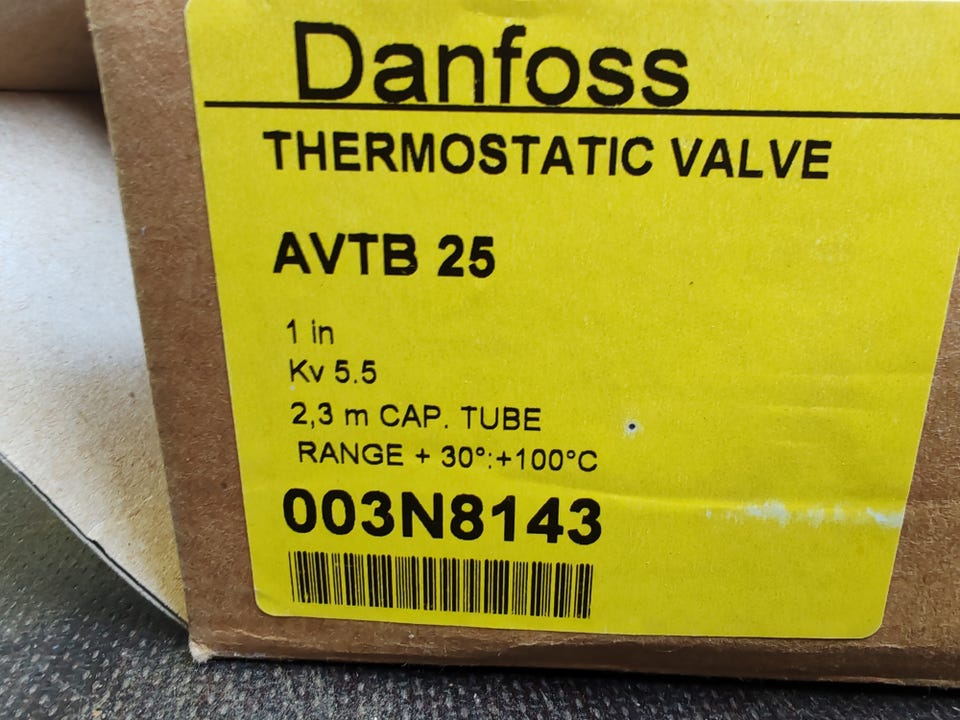 Danfoss
THERMOSTATIC VALVE
AVTB 25
1 in
Kv 5.5
2,3 m CAP. TUBE
RANGE + 30°:+100°C
003N8143